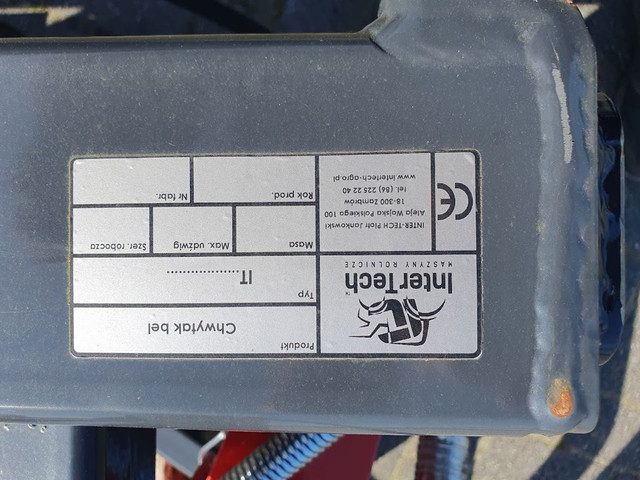 InterTech™
MASZYNY ROLNICZE
Produkt
Chwytak bel
Typ
IT......................
CE
INTER-TECH Piotr Jankowski
Aleja Wojska Polskiego 100
18-300 Zambrów
tel. (86) 225 22 40
www.intertech-agro.pl
Masa
Max. udźwig
Szer. robocza
Rok prod.
Nr fabr.